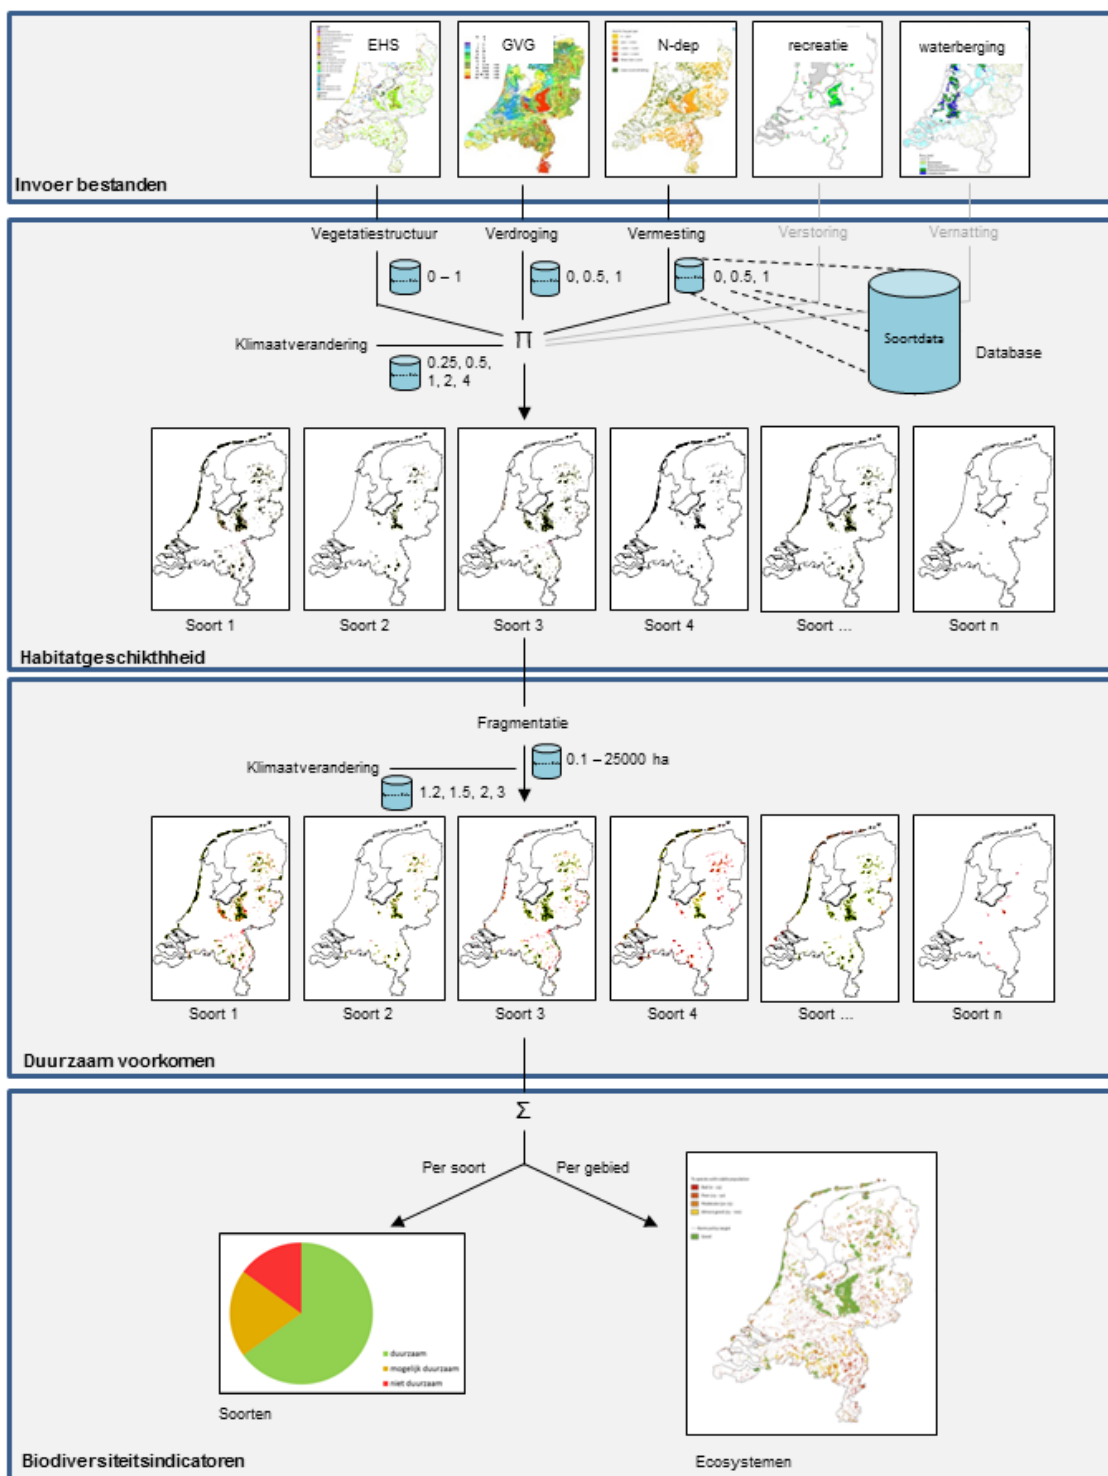 EHS
GVG
N-dep
recreatie
waterberging
Invoer bestanden
Vegetatiestructuur
Verdroging
Vermesting
Verstoring
Vernatting
0 – 1
0, 0.5, 1
0, 0.5, 1
Klimaatverandering
Π
Soortdata
Database
0.25, 0.5,
1, 2, 4
Soort 1
Soort 2
Soort 3
Soort 4
Soort ...
Soort n
Habitatgeschikthheid
Fragmentatie
Klimaatverandering
0.1 – 25000 ha
1.2, 1.5, 2, 3
Soort 1
Soort 2
Soort 3
Soort 4
Soort ...
Soort n
Duurzaam voorkomen
Σ
Per soort
Per gebied
duurzaam
mogelijk duurzaam
niet duurzaam
Soorten
Ecosystemen
Biodiversiteitsindicatoren